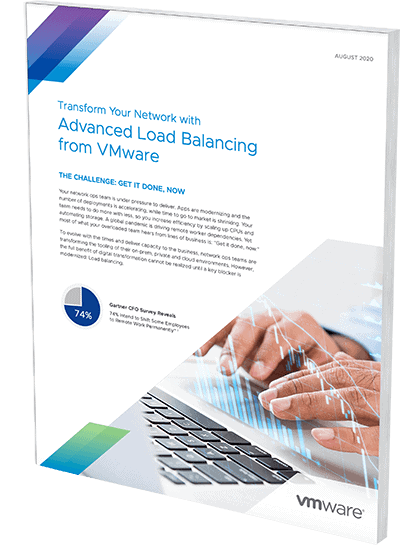 AUGUST 2020
Transform Your Network with
Advanced Load Balancing
from VMware
THE CHALLENGE: GET IT DONE, NOW
Your network ops team is under pressure to deliver. Apps are modernizing and the
number of deployments is accelerating, while time to go to market is shrinking. Your
team needs to do more with less, so you increase efficiency by scaling up CPUs and
automating storage. A global pandemic is driving remote worker dependencies. Yet
most of what your overloaded team hears from lines of business is, "Get it done, now."
To evolve with the times and deliver capacity to the business, network ops teams are
transforming the tooling of their on-prem, private and cloud environments. However,
the full benefit of digital transformation cannot be realized until a key blocker is
modernized: Load balancing.
74%
Gartner CFO Survey Reveals
74% Intend to Shift Some Employees
to Remote Work Permanently
vmware